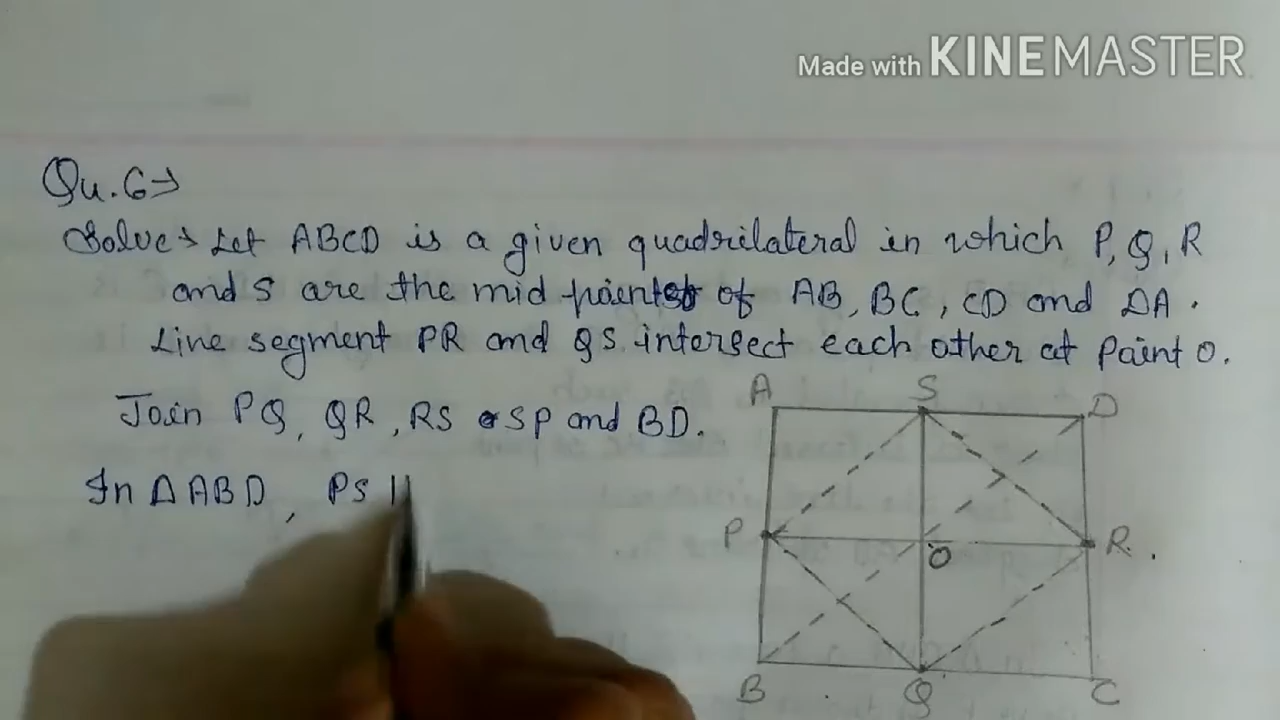 Made with KINEMASTER
Qu. 6→
Solve→ Let ABCD is a given quadrilateral in which P, Q, R
and S are the mid points of AB, BC, CD and DA.
Line segment PR and QS intersect each other at Paint O.
Join PQ, QR, RS SP and BD.
In Δ ABD, PS ||
A S D
P O R.
B Q C